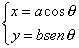 x = a cos θ
y = b sen θ